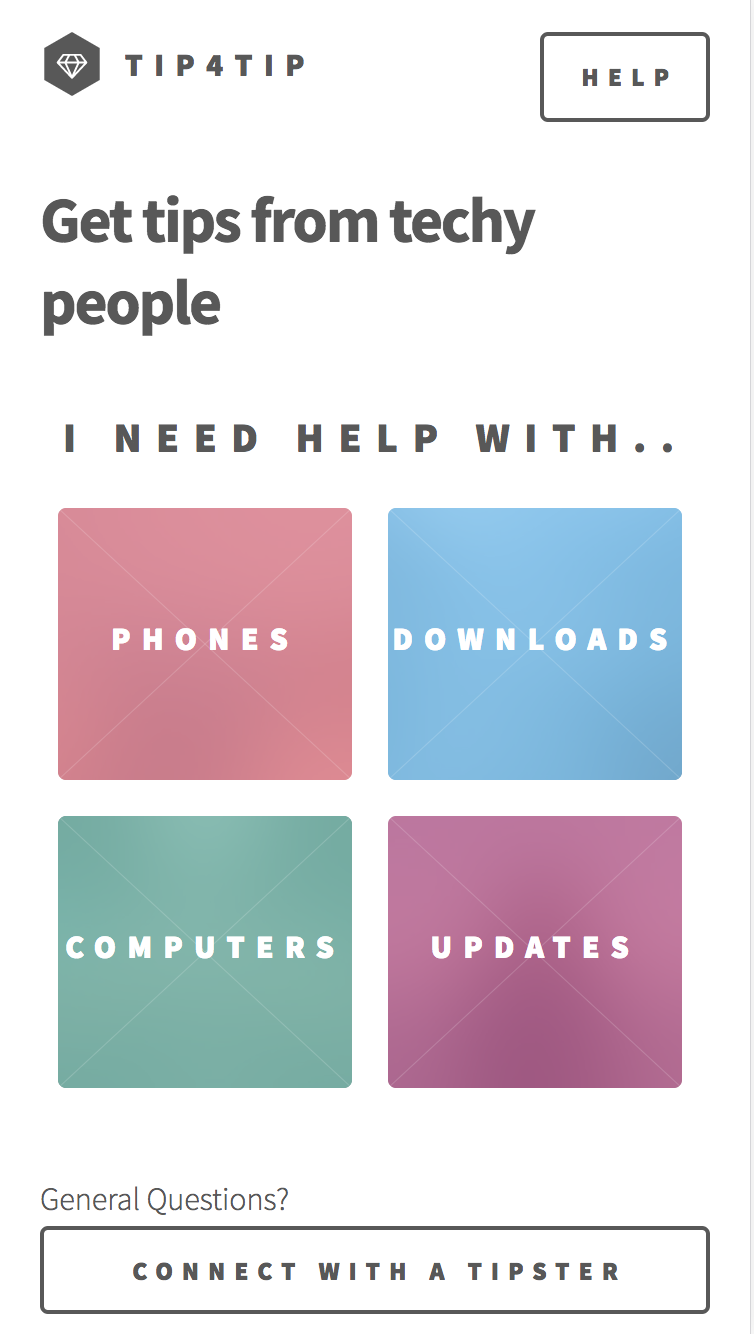 TIP4TIP
HELP
Get tips from techy
people
I NEED HELP WITH..
PHONES
DOWNLOADS
COMPUTERS
UPDATES
General Questions?
CONNECT WITH A TIPSTER